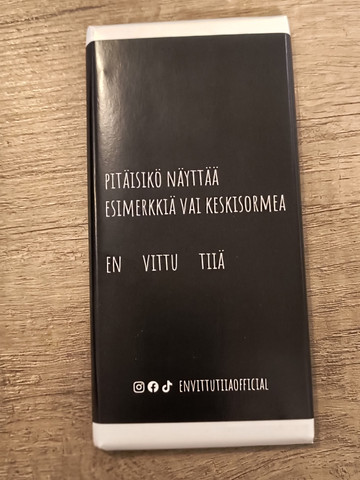 PITÄISIKÖ NÄYTTÄÄ
ESIMERKKIÄ VAI KESKISORMEA
EN VITTU TIIÄ
ENVITTUTIIAOFFICIAL